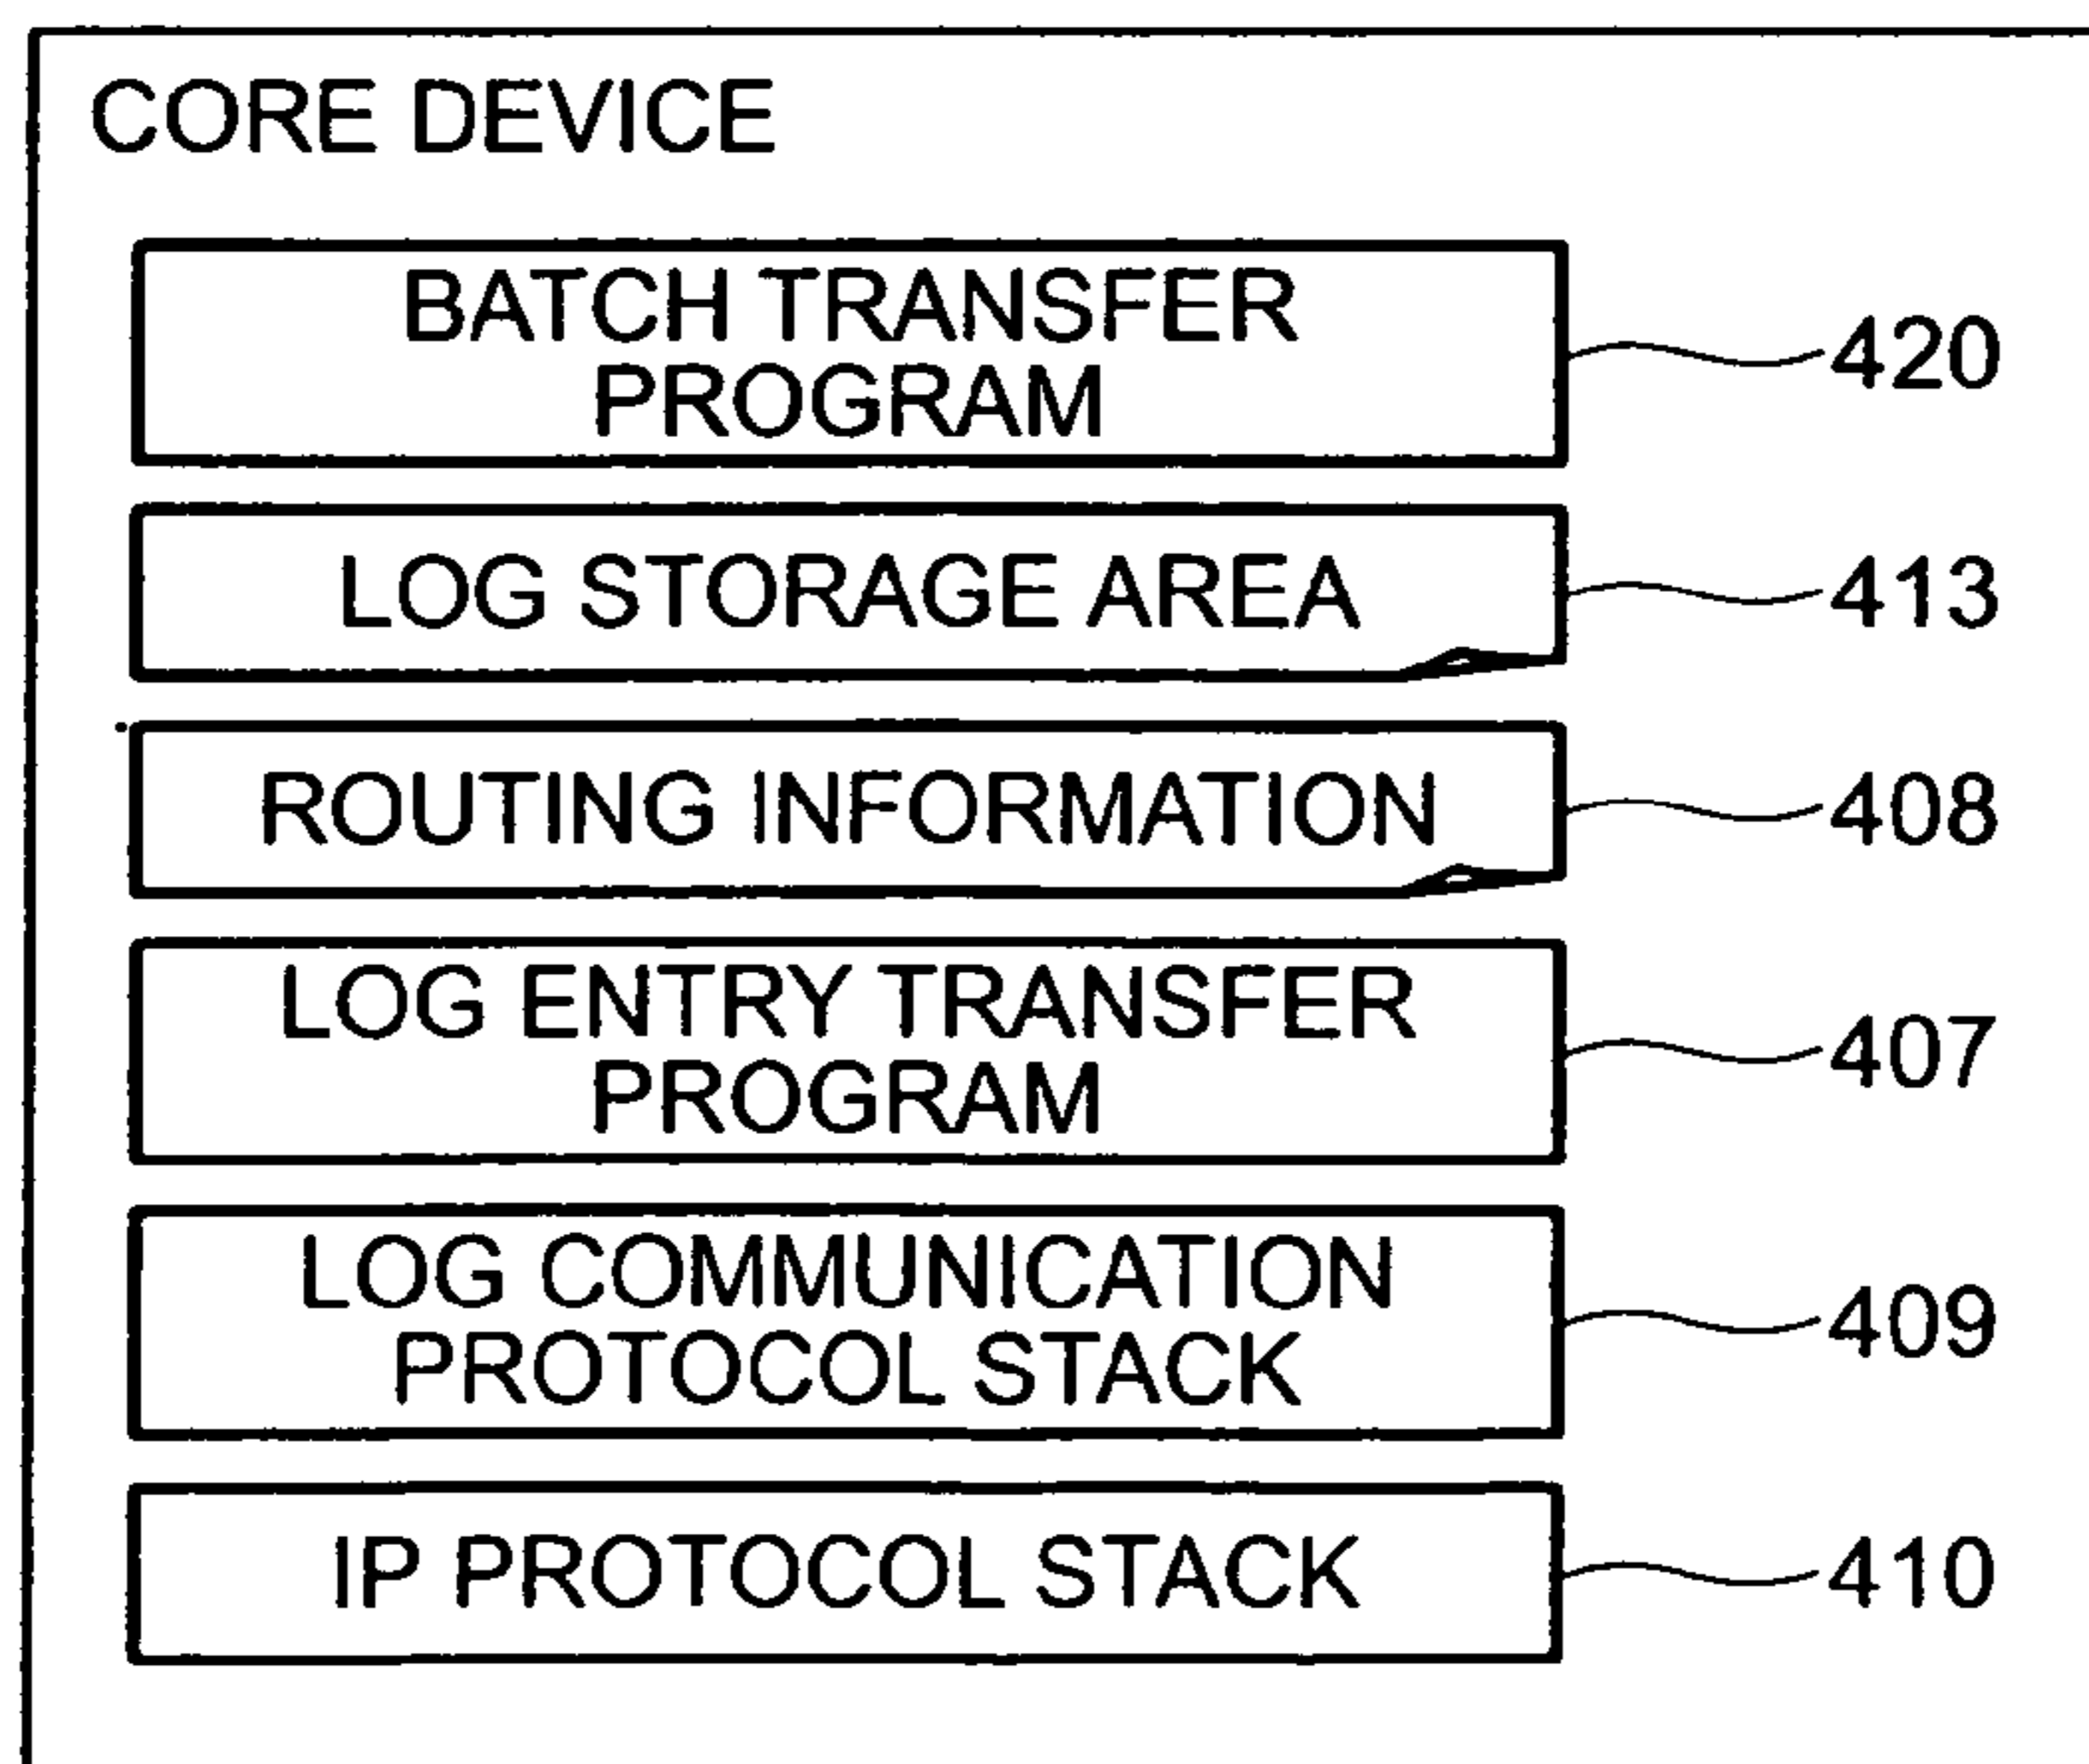 CORE DEVICE
BATCH TRANSFER
PROGRAM
420
LOG STORAGE AREA
413
ROUTING INFORMATION
408
LOG ENTRY TRANSFER
PROGRAM
407
LOG COMMUNICATION
PROTOCOL STACK
409
IP PROTOCOL STACK
410